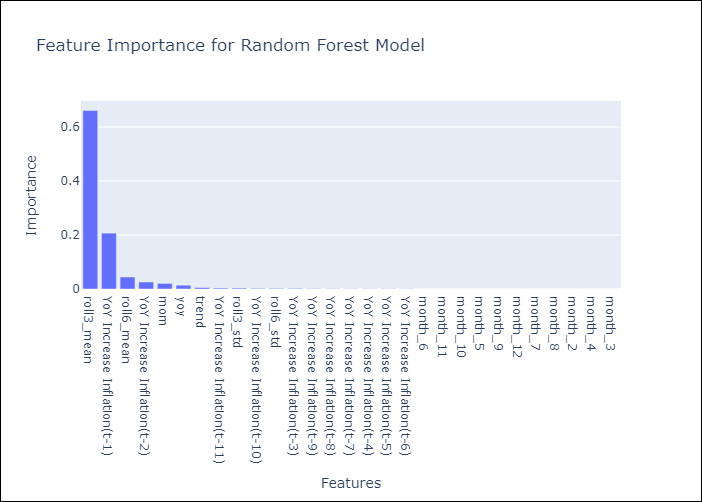 Feature Importance for Random Forest Model
Importance
0.6
0.4
0.2
0
roll3_mean
YoY Increase Inflation(t-1)
roll6_mean
YoY Increase Inflation(t-2)
mom
yoy
trend
YoY Increase Inflation(t-11)
roll3_std
YoY Increase Inflation(t-10)
roll6_std
YoY Increase Inflation(t-3)
YoY Increase Inflation(t-9)
YoY Increase Inflation(t-8)
YoY Increase Inflation(t-7)
YoY Increase Inflation(t-4)
YoY Increase Inflation(t-5)
YoY Increase Inflation(t-6)
month_6
month_11
month_10
month_5
month_9
month_12
month_7
month_8
month_2
month_4
month_3
Features